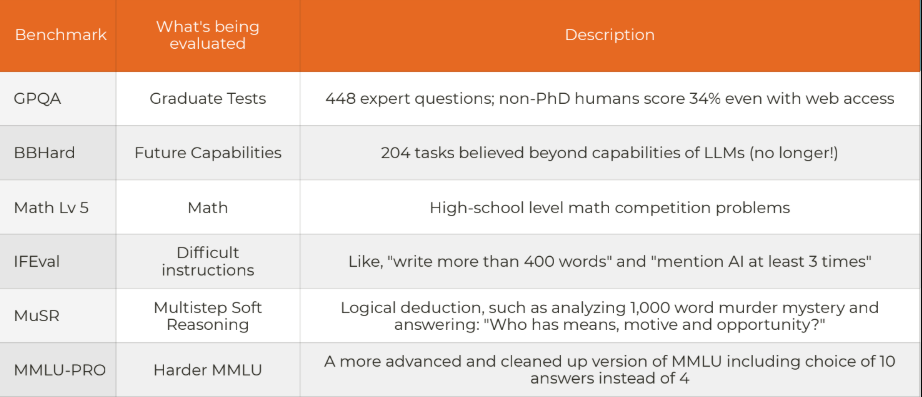 Benchmark
What's being
evaluated
Description
GPQA
Graduate Tests
448 expert questions; non-PhD humans score 34% even with web access
BBHard
Future Capabilities
204 tasks believed beyond capabilities of LLMs (no longer!)
Math Lv 5
Math
High-school level math competition problems
IFEval
Difficult
instructions
Like, "write more than 400 words" and "mention AI at least 3 times"
MuSR
Multistep Soft
Reasoning
Logical deduction, such as analyzing 1,000 word murder mystery and
answering: "Who has means, motive and opportunity?"
MMLU-PRO
Harder MMLU
A more advanced and cleaned up version of MMLU including choice of 10
answers instead of 4